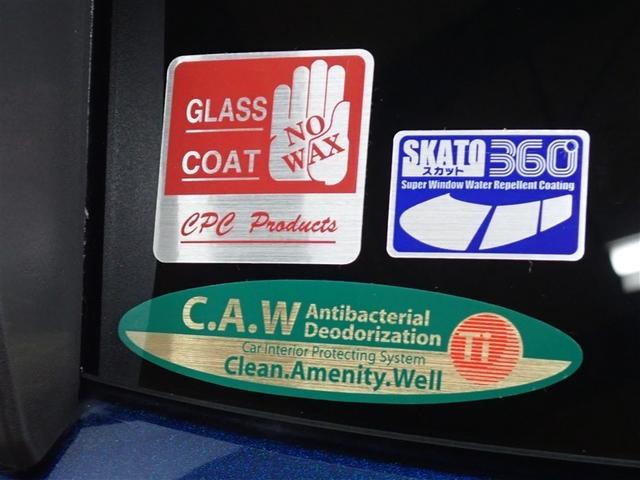 GLASS
COAT
NO
WAX
CPC Products
SKATO 360°
スカット
Super Window Water Repellent Coating
C.A.W Antibacterial
Deodorization
Car Interior Protecting System
Clean.Amenity.Well
Ti